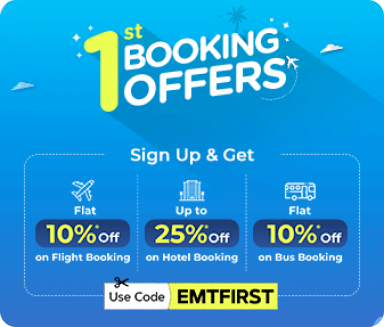 1st BOOKING
OFFERS
Sign Up & Get
Flat
10%* Off
on Flight Booking
Up to
25%* Off
on Hotel Booking
Flat
10%* Off
on Bus Booking
Use Code EMTFIRST